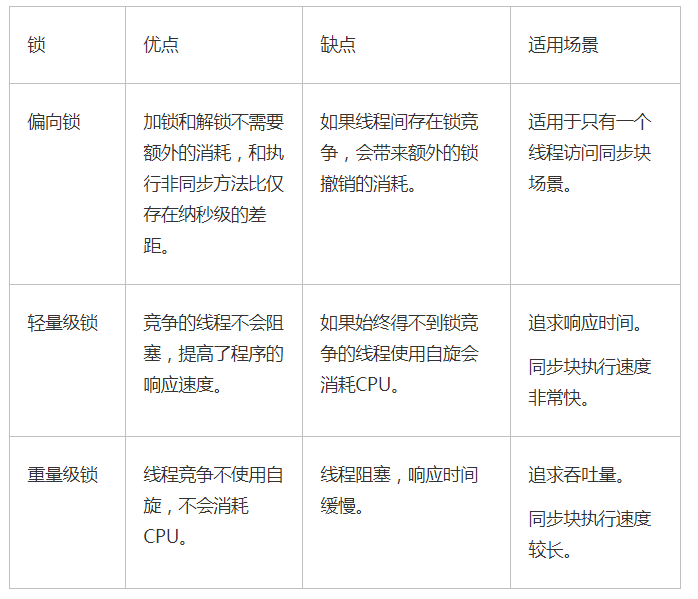 锁
优点
缺点
适用场景
偏向锁
加锁和解锁不需要
额外的消耗，和执
行非同步方法比仅
存在纳秒级的差
距。
如果线程间存在锁竞
争，会带来额外的锁
撤销的消耗。
适用于只有一个
线程访问同步块
场景。
轻量级锁
竞争的线程不会阻
塞，提高了程序的
响应速度。
如果始终得不到锁竞
争的线程使用自旋会
消耗CPU。
追求响应时间。
同步块执行速度
非常快。
重量级锁
线程竞争不使用自
旋，不会消耗
CPU。
线程阻塞，响应时间
缓慢。
追求吞吐量。
同步块执行速度
较长。